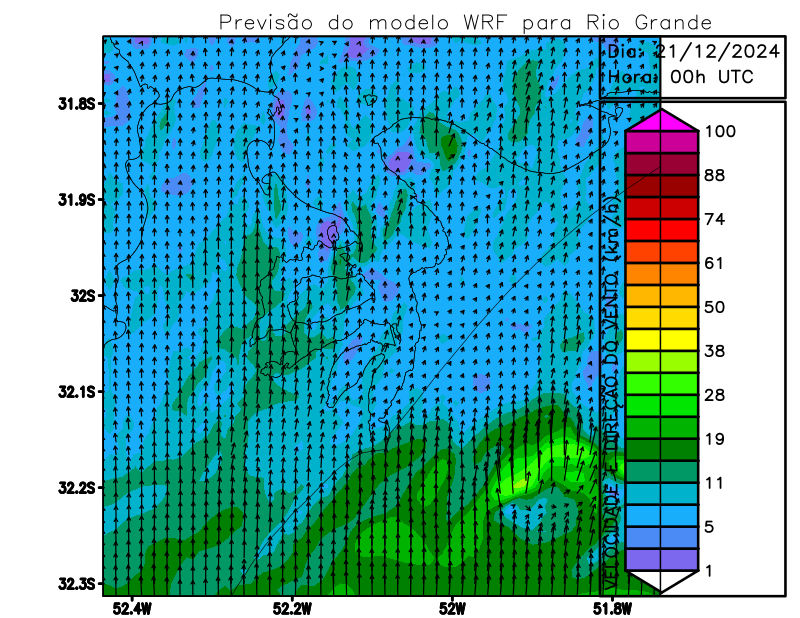 Previsão do modelo WRF para Rio Grande
Dia: 21/12/2024
Hora: 00h UTC
31.8S
31.9S
32S
32.1S
32.2S
32.3S
52.4W
52.2W
52W
51.8W
VELOCIDADE E DIREÇÃO DO VENTO (km/h)
100
88
74
61
50
38
28
19
11
5
1